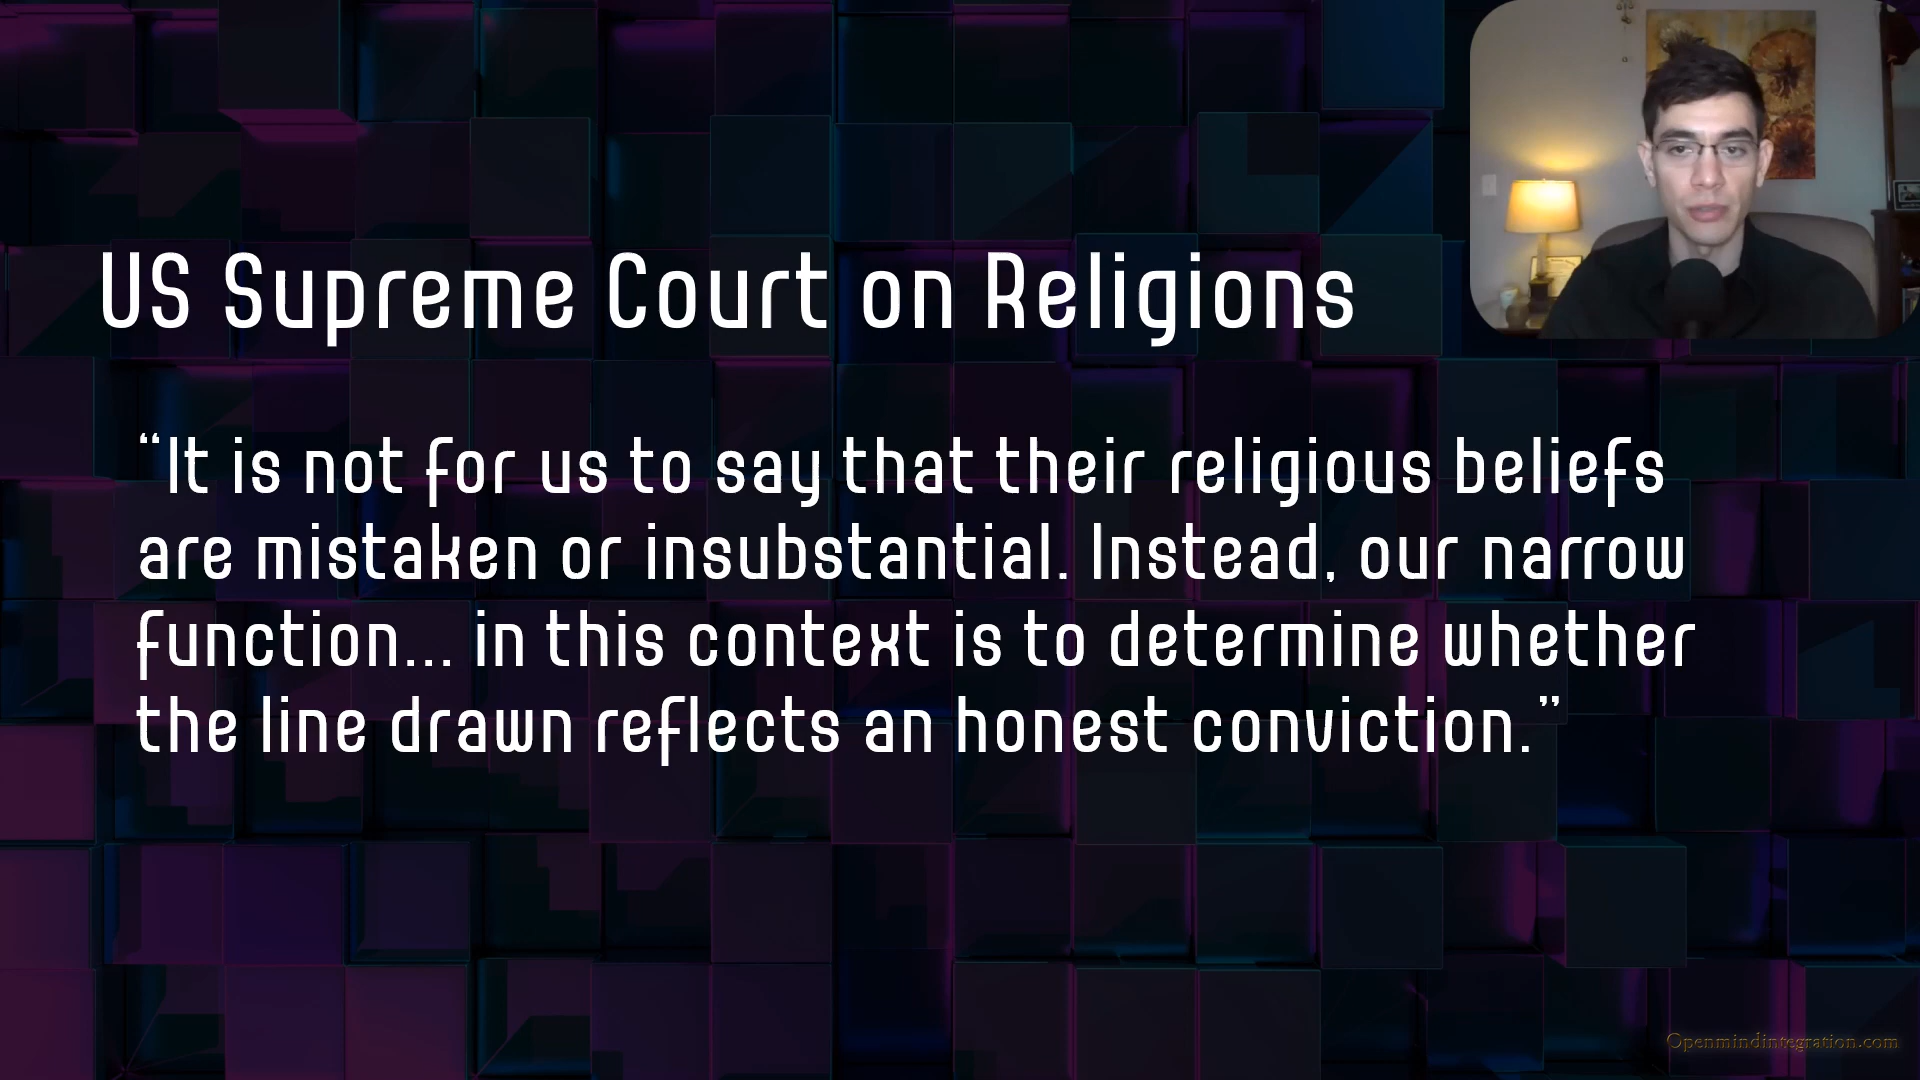 US Supreme Court on Religions
“It is not for us to say that their religious beliefs
are mistaken or insubstantial. Instead, our narrow
function... in this context is to determine whether
the line drawn reflects an honest conviction.”
Openmindintegration.com